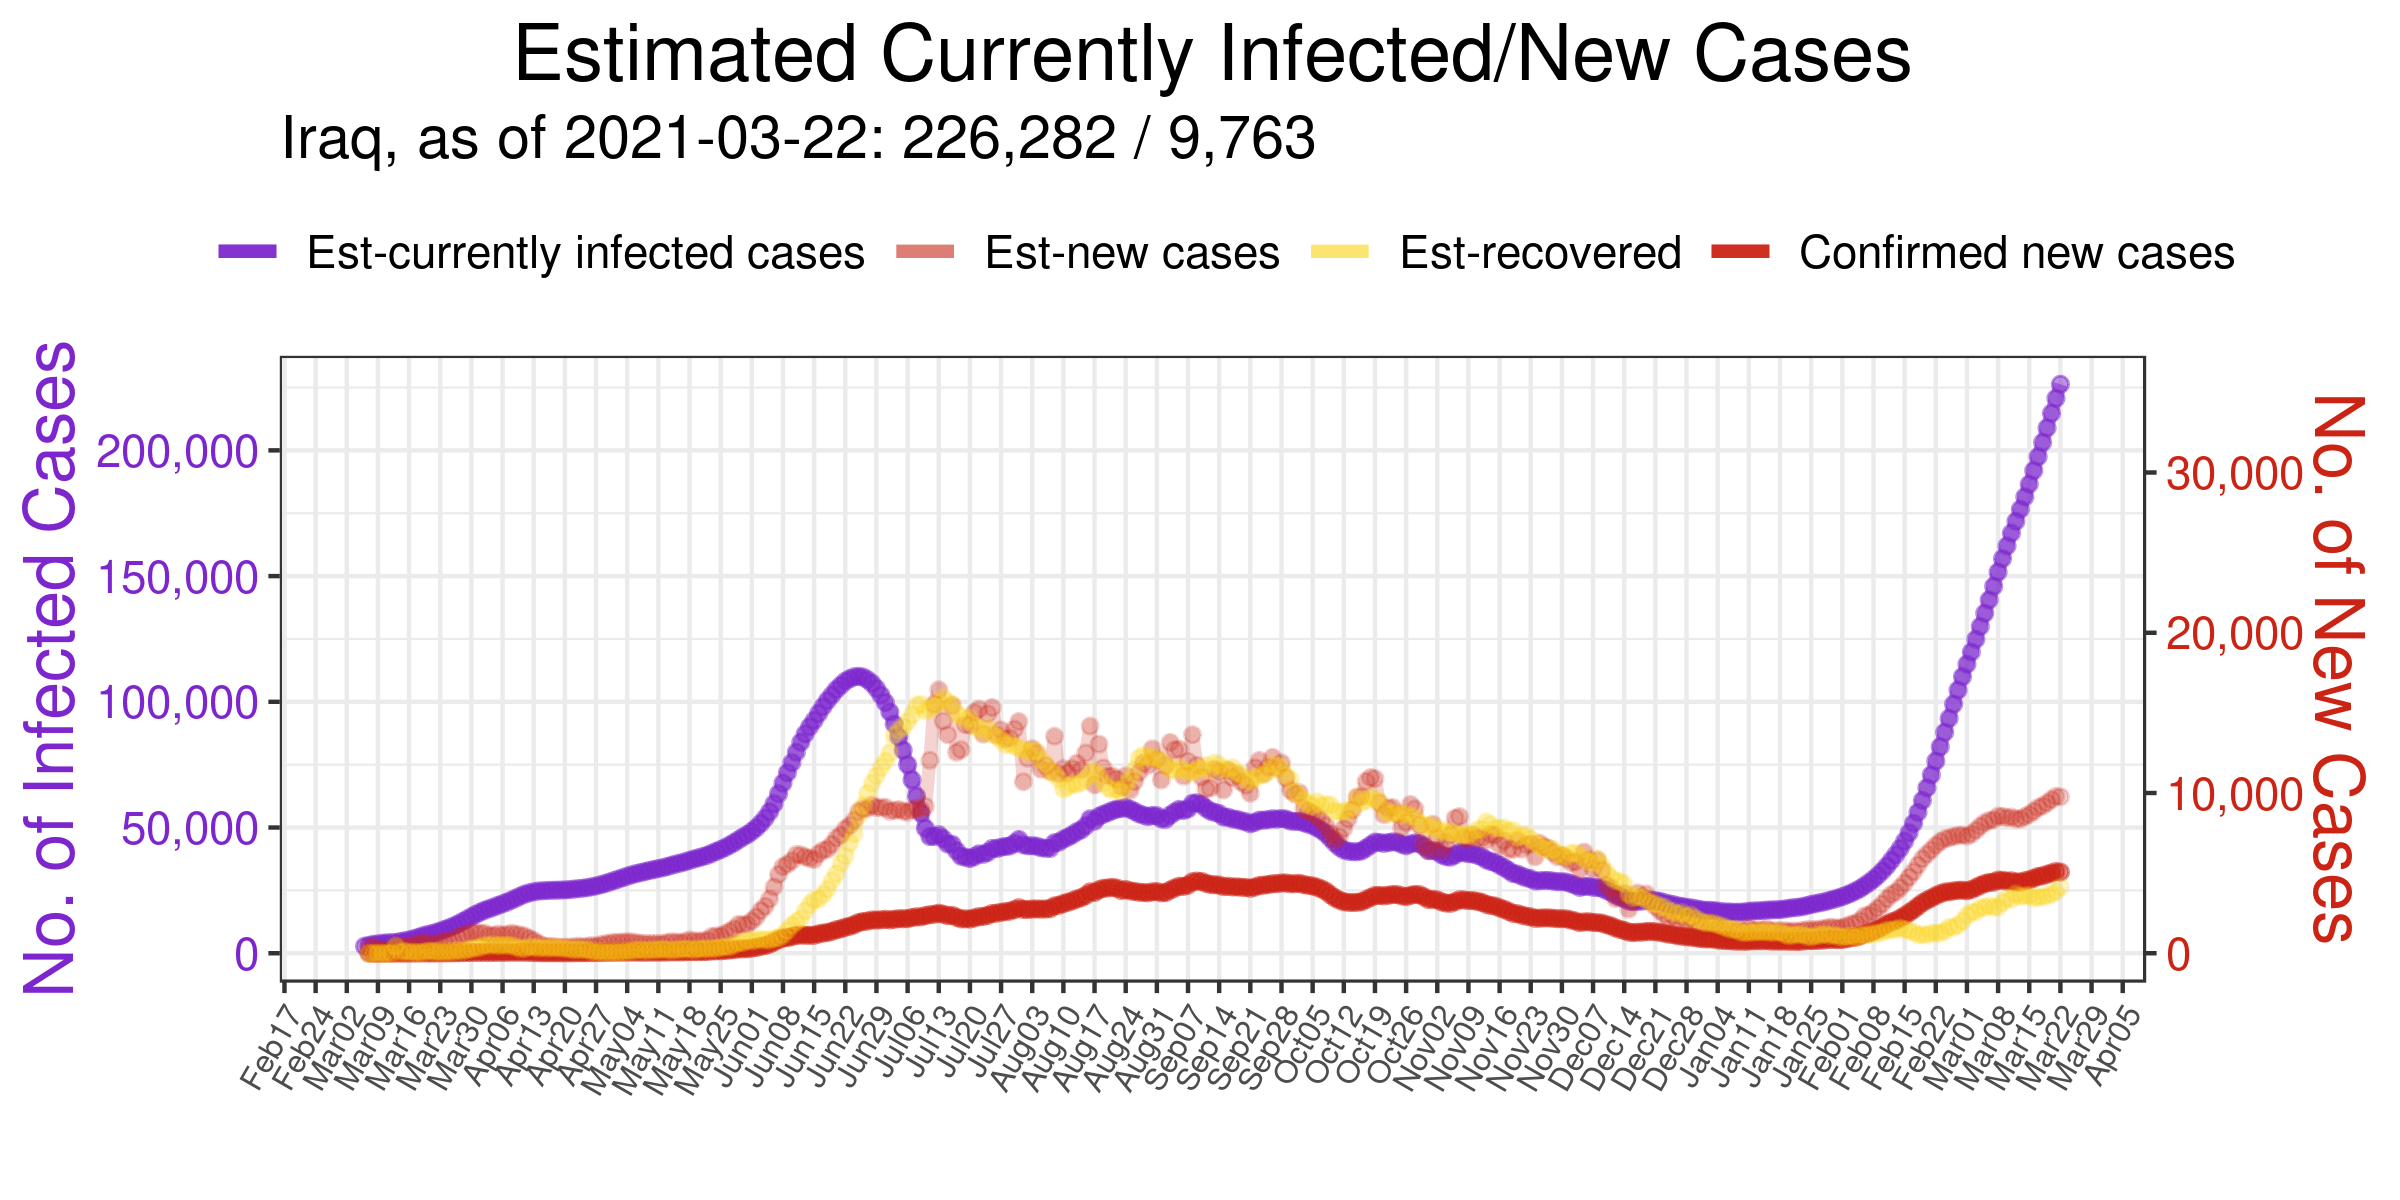 Estimated Currently Infected/New Cases
Iraq, as of 2021-03-22: 226,282 / 9,763
Est-currently infected cases Est-new cases Est-recovered Confirmed new cases
No. of Infected Cases
200,000
150,000
100,000
50,000
0
30,000
20,000
10,000
0
No. of New Cases
Feb17 Feb24 Mar02 Mar09 Mar16 Mar23 Mar30 Apr06 Apr13 Apr20 Apr27 May04 May11 May18 May25 Jun01 Jun08 Jun15 Jun22 Jun29 Jul06 Jul13 Jul20 Jul27 Aug03 Aug10 Aug17 Aug24 Aug31 Sep07 Sep14 Sep21 Sep28 Oct05 Oct12 Oct19 Oct26 Nov02 Nov09 Nov16 Nov23 Nov30 Dec07 Dec14 Dec21 Dec28 Jan04 Jan11 Jan18 Jan25 Feb01 Feb08 Feb15 Feb22 Mar01 Mar08 Mar15 Mar22 Mar29 Apr05